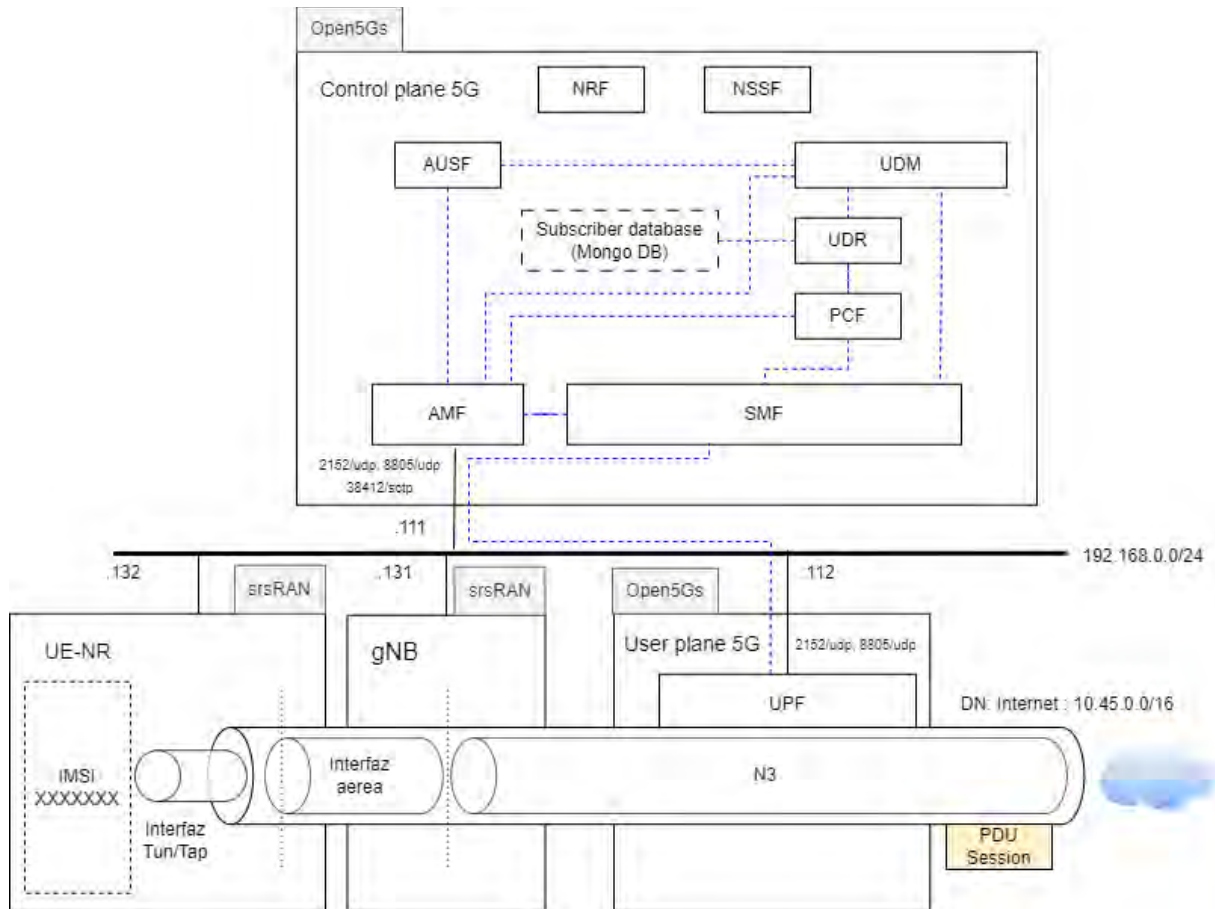 Open5Gs
Control plane 5G
NRF
NSSF
AUSF
UDM
Subscriber database
(Mongo DB)
UDR
PCF
AMF
SMF
2152/udp, 8805/udp
38412/sctp
.111
192.168.0.0/24
.132
.131
.112
srsRAN
srsRAN
Open5Gs
UE-NR
gNB
User plane 5G
2152/udp, 8805/udp
UPF
DN: Internet : 10.45.0.0/16
IMSI
XXXXXXX
Interfaz
aerea
N3
Interfaz
Tun/Tap
PDU
Session